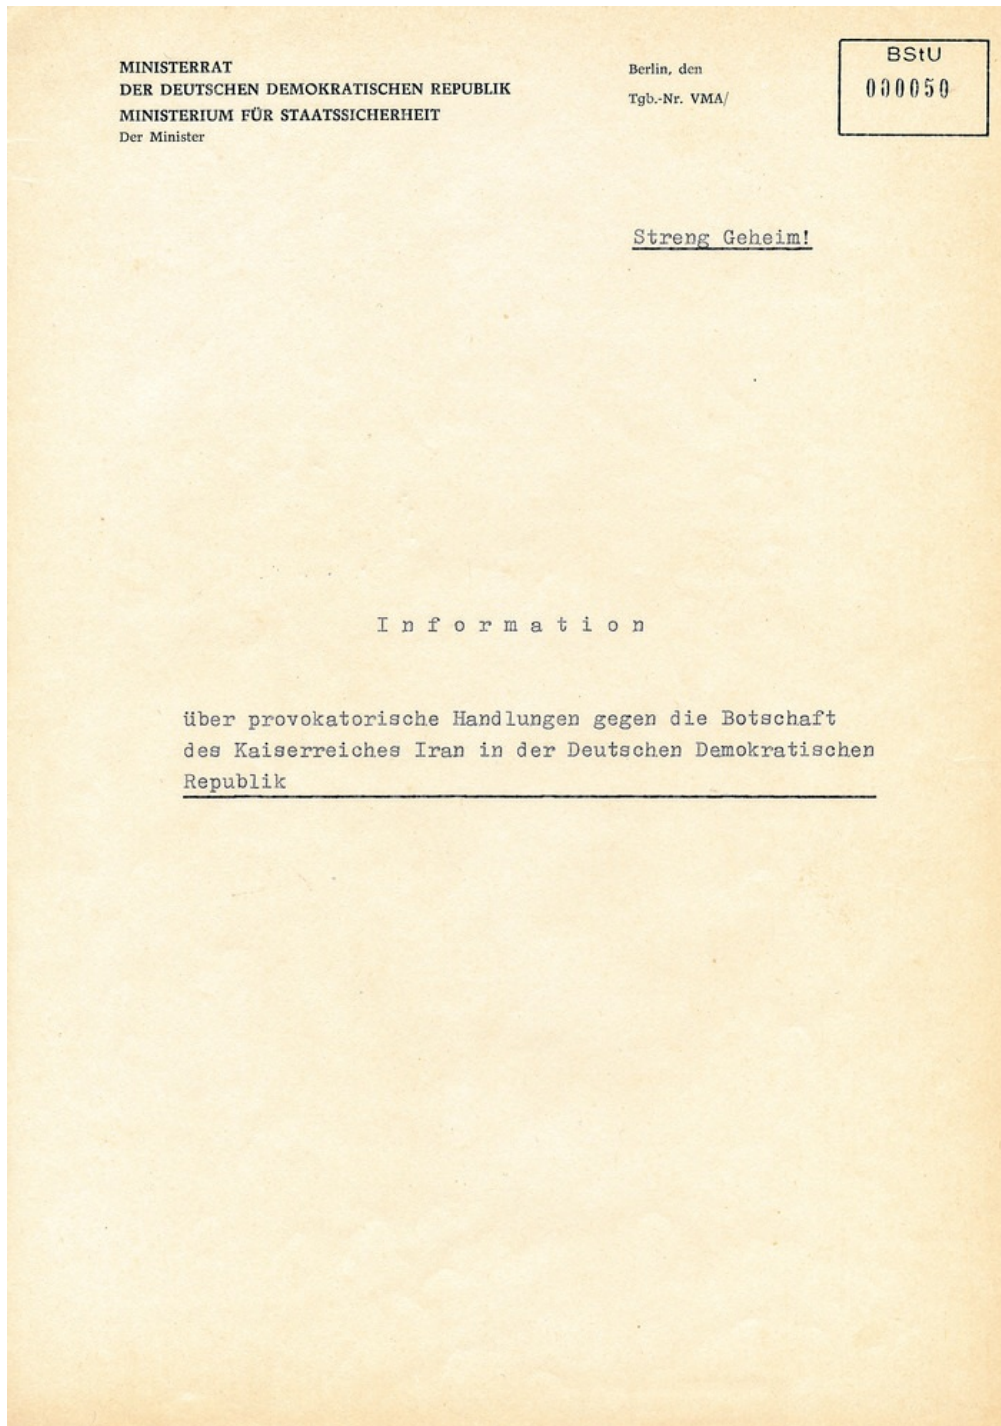 MINISTERRAT
DER DEUTSCHEN DEMOKRATISCHEN REPUBLIK
MINISTERIUM FÜR STAATSSICHERHEIT
Der Minister
Berlin, den
Tgb.-Nr. VMA/
BStU
000050
Streng Geheim!
Information
über provokatorische Handlungen gegen die Botschaft
des Kaiserreiches Iran in der Deutschen Demokratischen
Republik